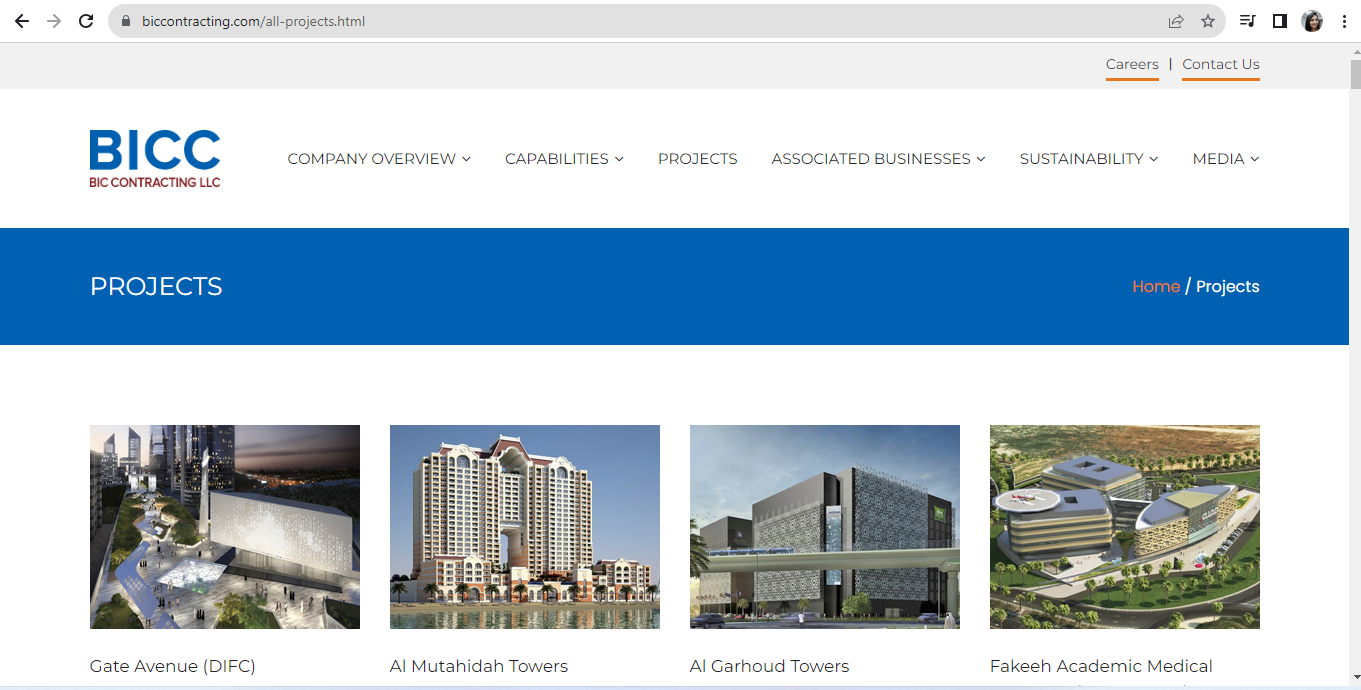 biccontracting.com/all-projects.html
Careers | Contact Us
BICC
BIC CONTRACTING LLC
COMPANY OVERVIEW CAPABILITIES PROJECTS ASSOCIATED BUSINESSES SUSTAINABILITY MEDIA
PROJECTS
Home / Projects
Gate Avenue (DIFC) Al Mutahidah Towers Al Garhoud Towers Fakeeh Academic Medical